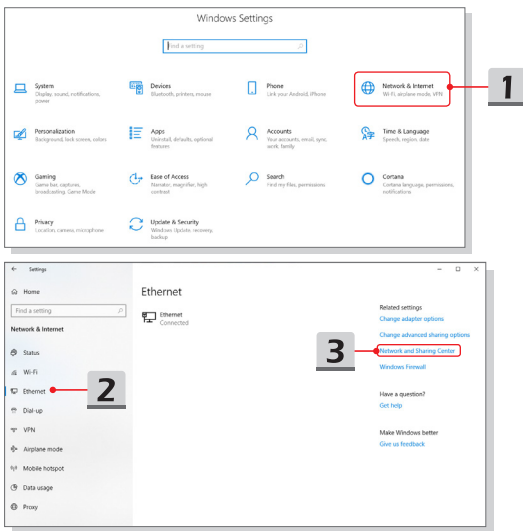 Windows Settings
Find a setting
System
Display, sound, notifications,
power
Devices
Bluetooth, printers, mouse
Phone
Link your Android, iPhone
Network & Internet
Wi-Fi, airplane mode, VPN
1
Personalization
Background, lock screen, colors
Apps
Uninstall, defaults, optional
features
Accounts
Your accounts, email, sync,
work, family
Time & Language
Speech, region, date
Gaming
Game bar, captures,
broadcasting, Game Mode
Ease of Access
Narrator, magnifier, high
contrast
Search
Find my files, permissions
Cortana
Cortana language, permissions,
notifications
Privacy
Location, camera, microphone
Update & Security
Windows Update, recovery,
backup
Settings
Home
Find a setting
Network & Internet
Status
Wi-Fi
Ethernet
2
Dial-up
VPN
Airplane mode
Mobile hotspot
Data usage
Proxy
Ethernet
Ethernet
Connected
Related settings
Change adapter options
Change advanced sharing options
3
Network and Sharing Center
Windows Firewall
Have a question?
Get help
Make Windows better
Give us feedback